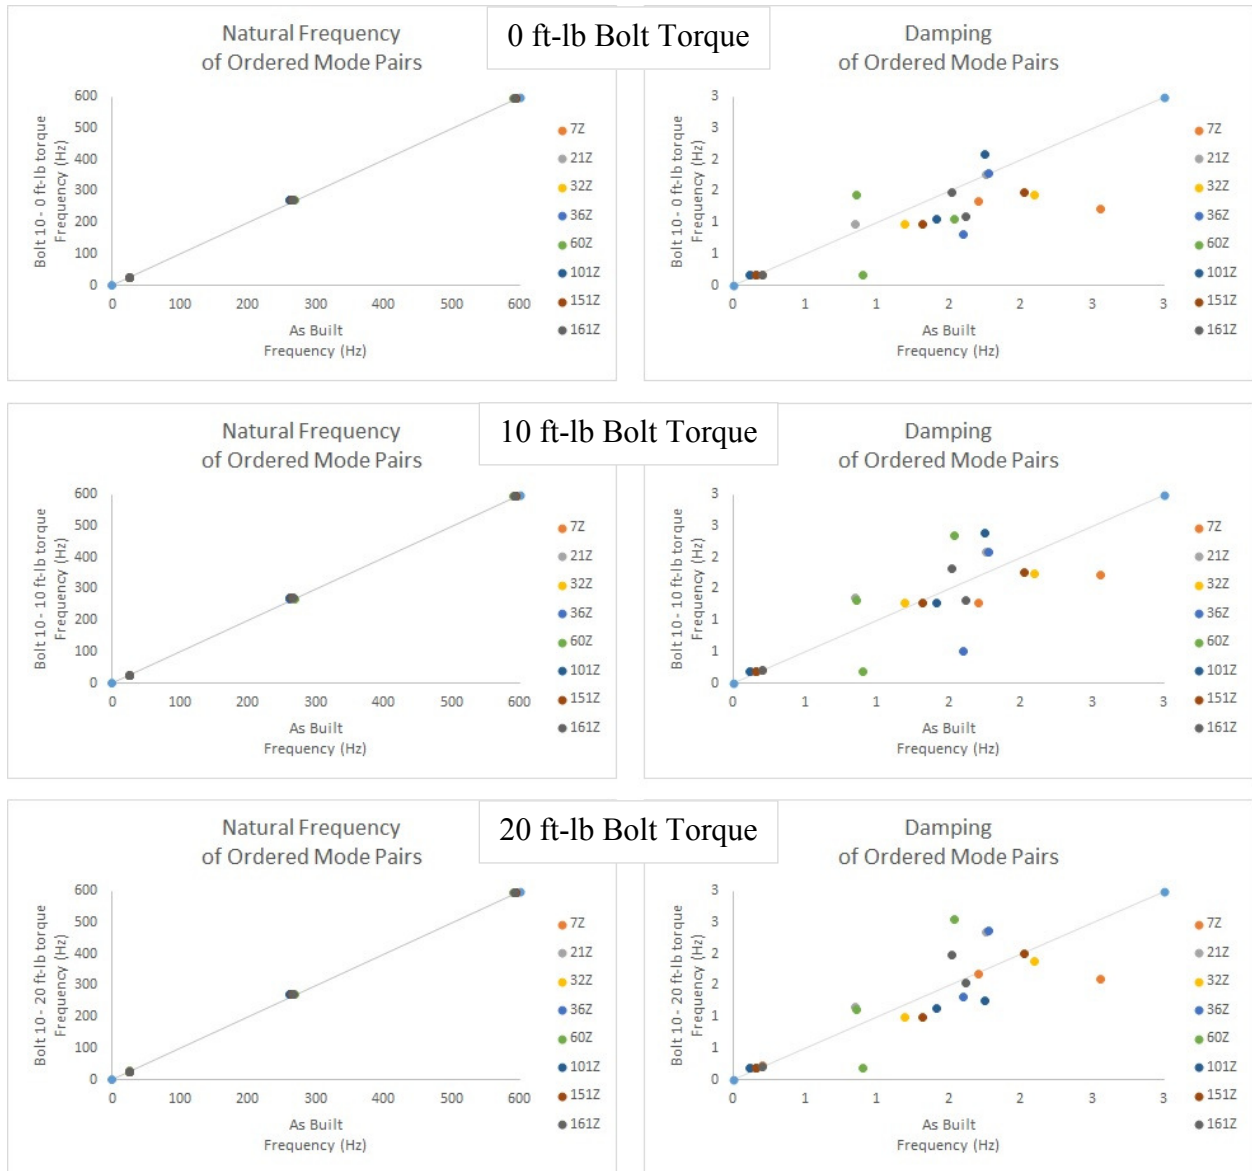 0 ft-lb Bolt Torque
Natural Frequency
of Ordered Mode Pairs
Bolt 10 - 0 ft-lb torque
Frequency (Hz)
600
500
400
300
200
100
0
0 100 200 300 400 500 600
As Built
Frequency (Hz)
7Z
21Z
32Z
36Z
60Z
101Z
151Z
161Z
Damping
of Ordered Mode Pairs
Bolt 10 - 0 ft-lb torque
Frequency (Hz)
3
3
2
2
1
1
0
0 1 1 2 2 3 3
As Built
Frequency (Hz)
7Z
21Z
32Z
36Z
60Z
101Z
151Z
161Z
10 ft-lb Bolt Torque
Natural Frequency
of Ordered Mode Pairs
Bolt 10 - 10 ft-lb torque
Frequency (Hz)
600
500
400
300
200
100
0
0 100 200 300 400 500 600
As Built
Frequency (Hz)
7Z
21Z
32Z
36Z
60Z
101Z
151Z
161Z
Damping
of Ordered Mode Pairs
Bolt 10 - 10 ft-lb torque
Frequency (Hz)
3
3
2
2
1
1
0
0 1 1 2 2 3 3
As Built
Frequency (Hz)
7Z
21Z
32Z
36Z
60Z
101Z
151Z
161Z
20 ft-lb Bolt Torque
Natural Frequency
of Ordered Mode Pairs
Bolt 10 - 20 ft-lb torque
Frequency (Hz)
600
500
400
300
200
100
0
0 100 200 300 400 500 600
As Built
Frequency (Hz)
7Z
21Z
32Z
36Z
60Z
101Z
151Z
161Z
Damping
of Ordered Mode Pairs
Bolt 10 - 20 ft-lb torque
Frequency (Hz)
3
3
2
2
1
1
0
0 1 1 2 2 3 3
As Built
Frequency (Hz)
7Z
21Z
32Z
36Z
60Z
101Z
151Z
161Z